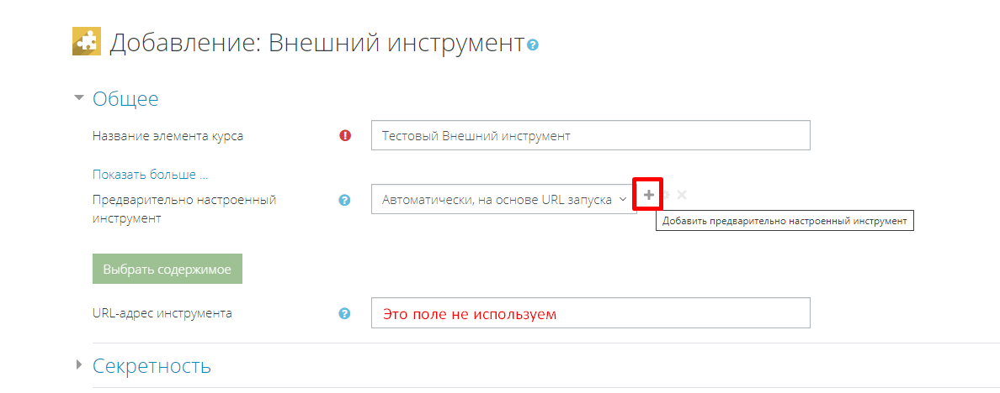 Добавление: Внешний инструмент
Общее
Название элемента курса
Тестовый Внешний инструмент
Показать больше ...
Предварительно настроенный
инструмент
Автоматически, на основе URL запуска
Добавить предварительно настроенный инструмент
Выбрать содержимое
URL-адрес инструмента
Это поле не используем
Секретность